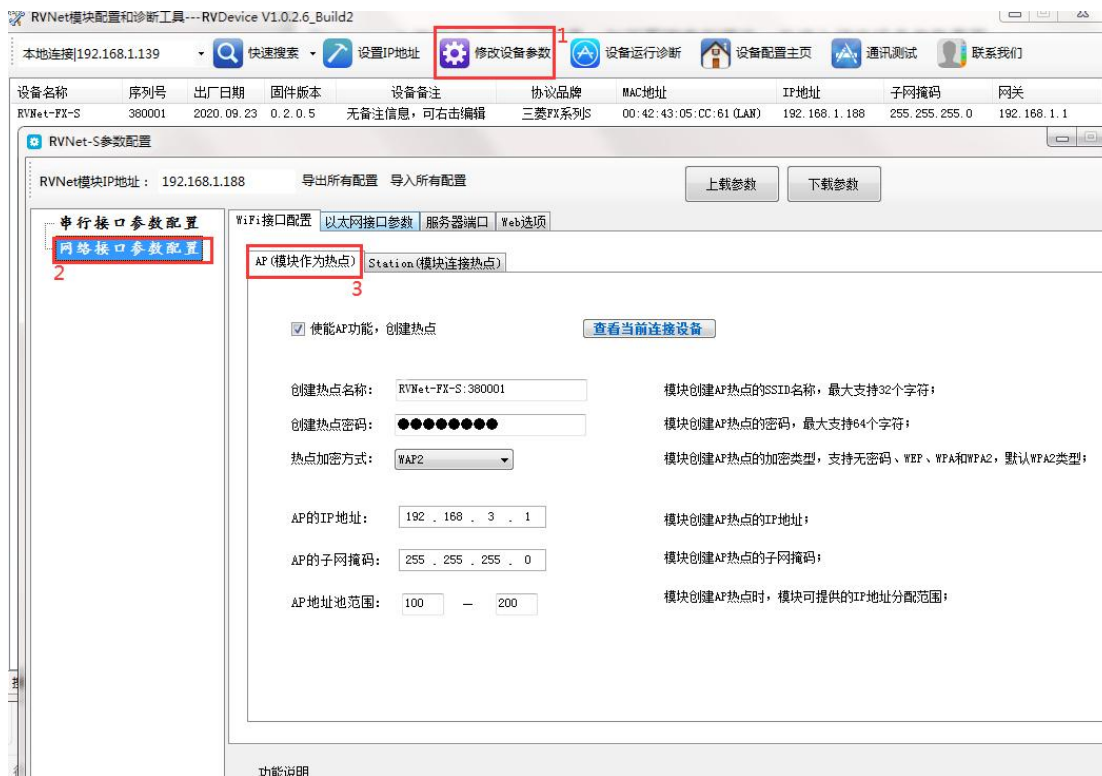 RVNet模块配置和诊断工具---RVDevice V1.0.2.6_Build2
本地连接|192.168.1.139 快速搜索 设置IP地址 修改设备参数 1 设备运行诊断 设备配置主页 通讯测试 联系我们
设备名称 序列号 出厂日期 固件版本 设备备注 协议品牌 MAC地址 IP地址 子网掩码 网关
RVNet-FX-S 380001 2020.09.23 0.2.0.5 无备注信息，可右击编辑 三菱FX系列S 00:42:43:05:CC:61(LAN) 192.168.1.188 255.255.255.0 192.168.1.1
RVNet-S参数配置
RVNet模块IP地址： 192.168.1.188 导出所有配置 导入所有配置 上载参数 下载参数
串行接口参数配置
网络接口参数配置
2
WiFi接口配置 以太网接口参数 服务器端口 Web选项
AP(模块作为热点) Station(模块连接热点)
3
使能AP功能，创建热点 查看当前连接设备
创建热点名称： RVNet-FX-S:380001 模块创建AP热点的SSID名称，最大支持32个字符；
创建热点密码： ●●●●●●●● 模块创建AP热点的密码，最大支持64个字符；
热点加密方式： WAP2 模块创建AP热点的加密类型，支持无密码、WEP、WPA和WPA2，默认WPA2类型；
AP的IP地址： 192 . 168 . 3 . 1 模块创建AP热点的IP地址；
AP的子网掩码： 255 . 255 . 255 . 0 模块创建AP热点的子网掩码；
AP地址池范围： 100 — 200 模块创建AP热点时，模块可提供的IP地址分配范围；
功能说明